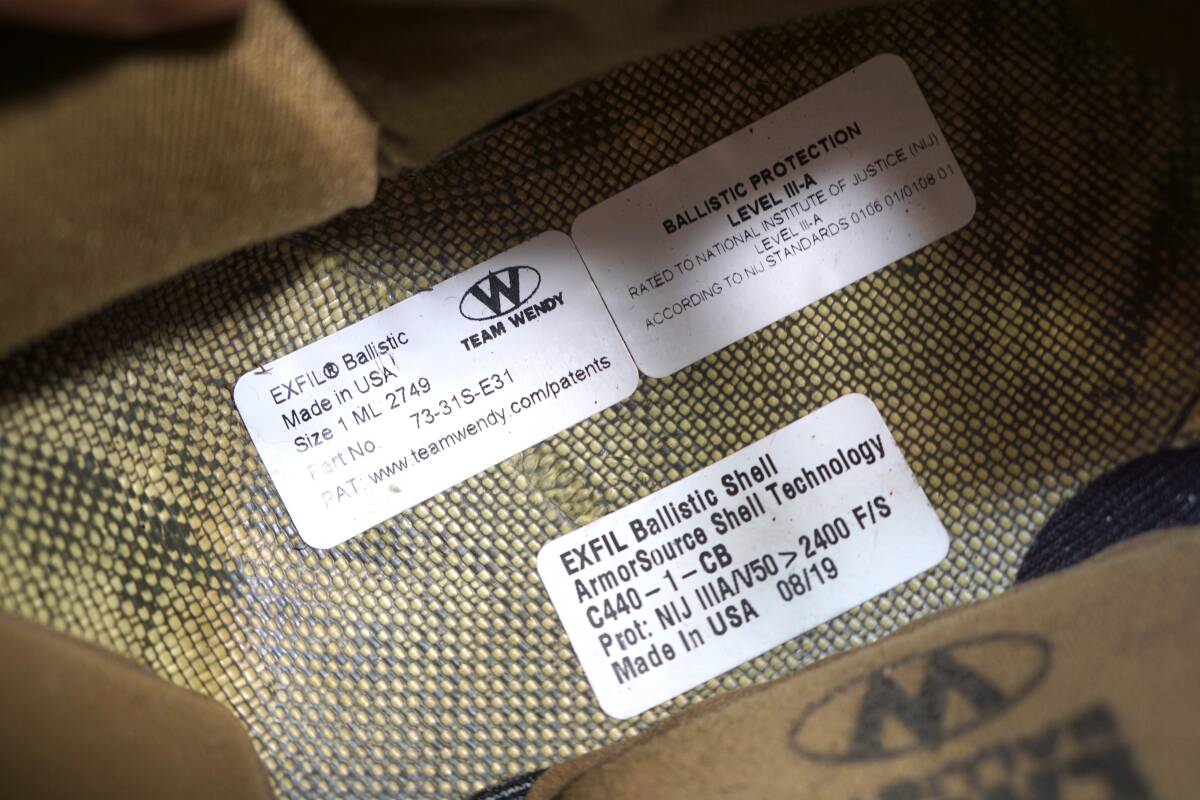 EXFIL® Ballistic
Made in USA
Size 1 ML 2749
Part No. 73-31S-E31
PAT: www.teamwendy.com/patents
W
TEAM WENDY
BALLISTIC PROTECTION
LEVEL III-A
RATED TO NATIONAL INSTITUTE OF JUSTICE (NIJ)
LEVEL III-A
ACCORDING TO NIJ STANDARDS 0106 01/0108 01
EXFIL Ballistic Shell
ArmorSource Shell Technology
C440-1-CB
Prot: NIJ IIIA/V50>2400 F/S
Made In USA 08/19
W